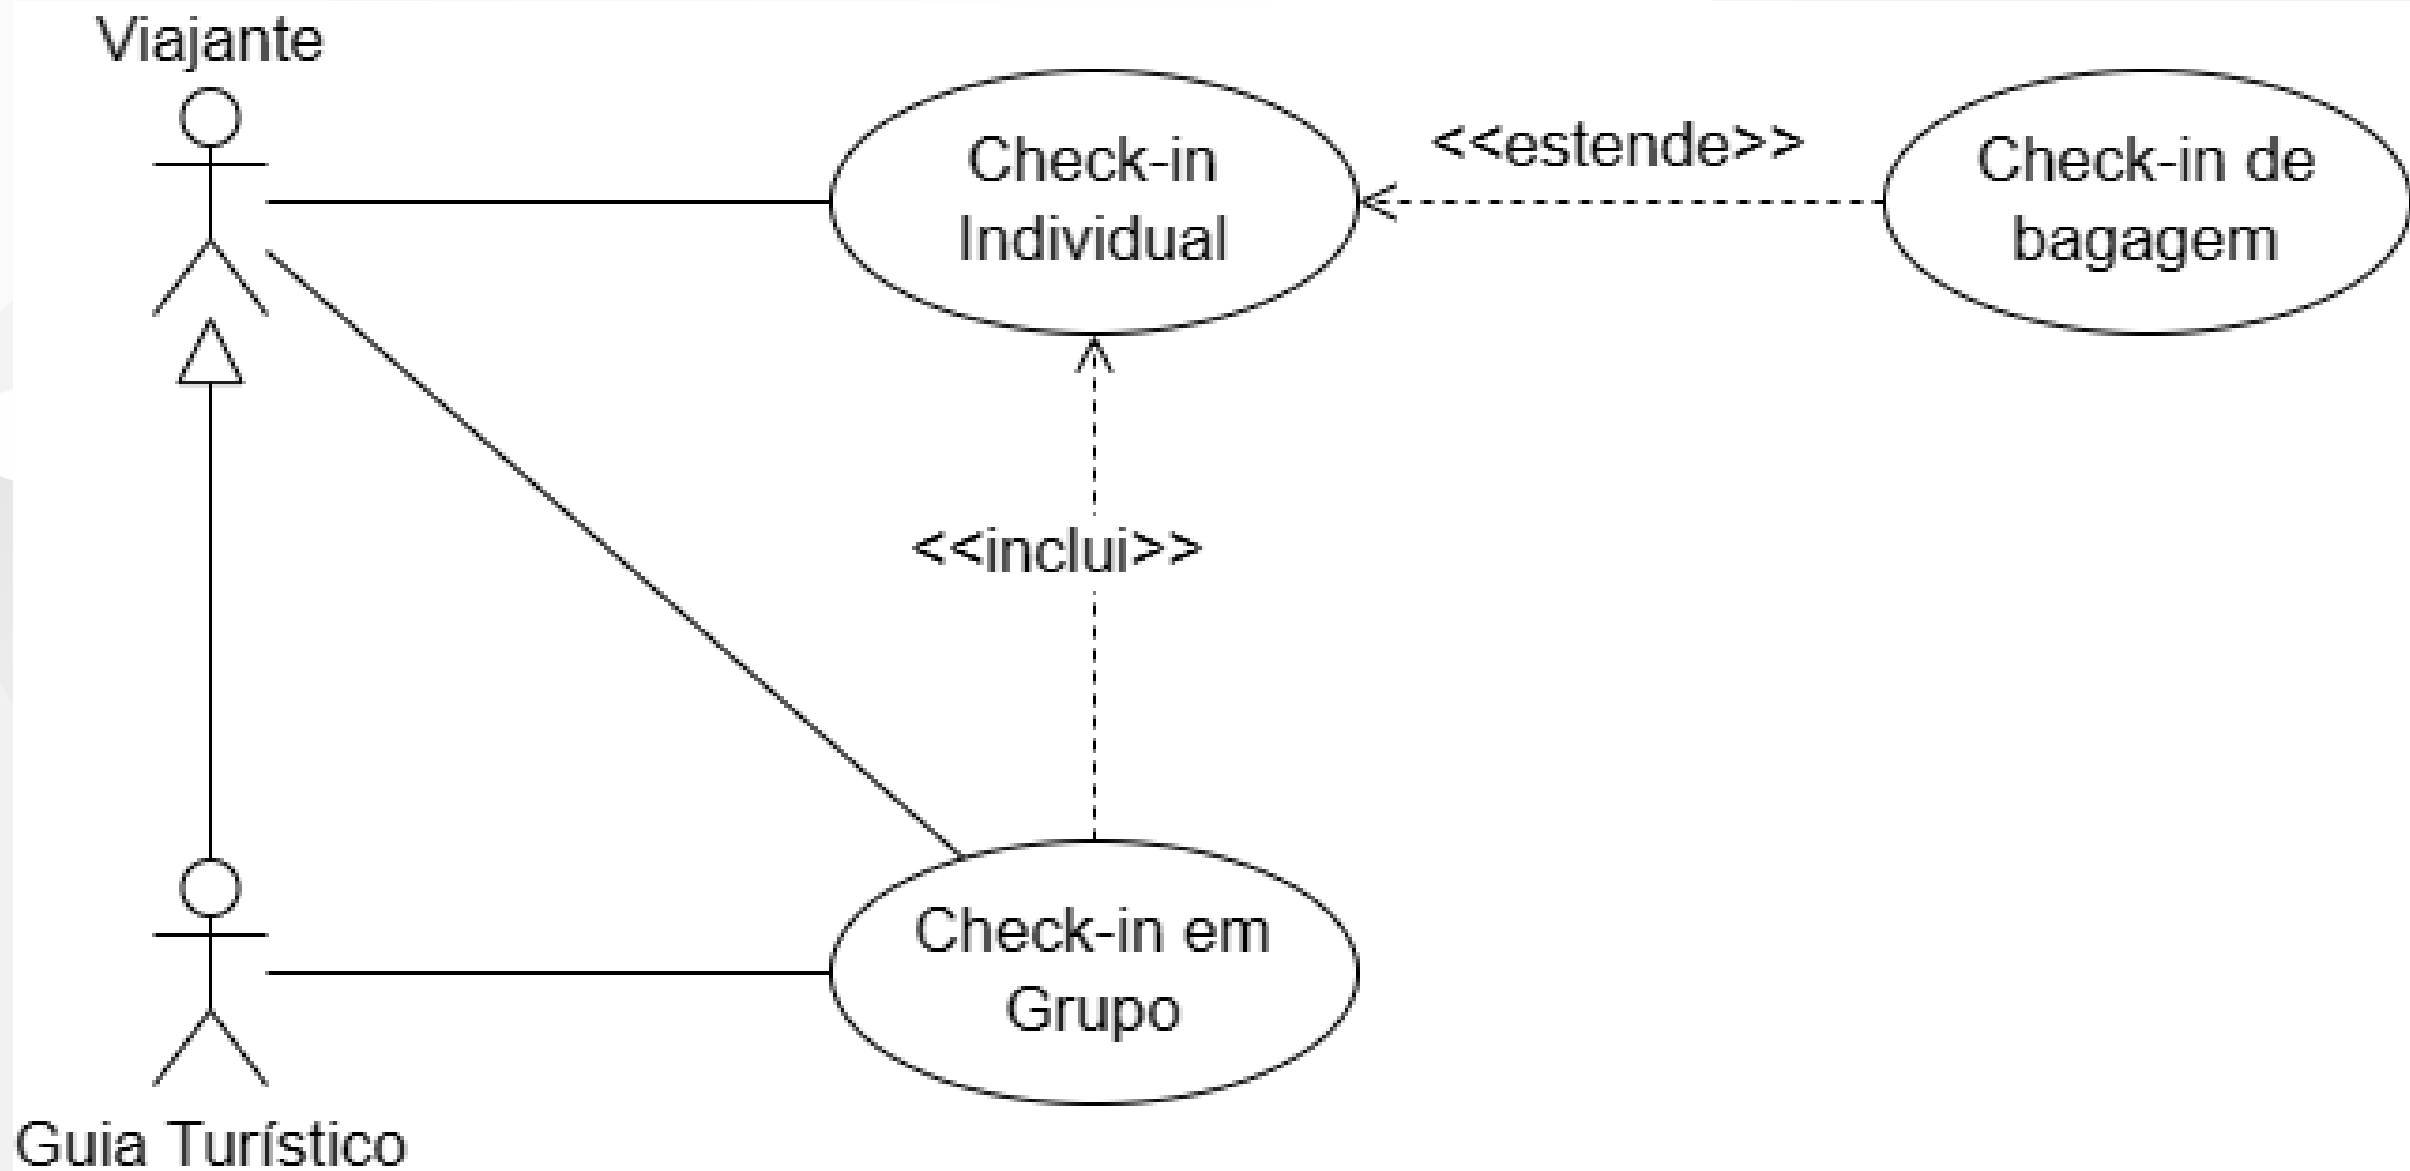 Viajante
Check-in
Individual
<<estende>>
Check-in de
bagagem
<<inclui>>
Check-in em
Grupo
Guia Turístico